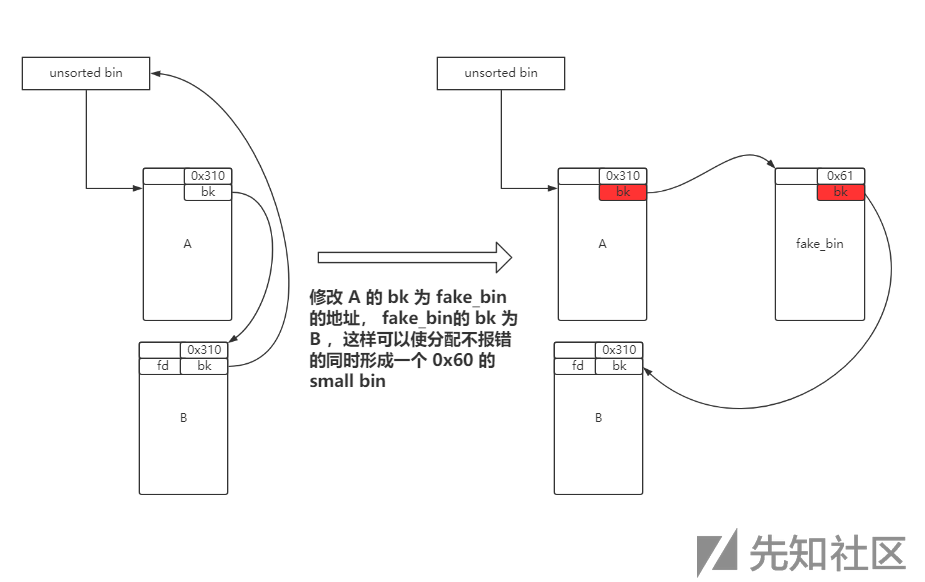 unsorted bin
0x310
bk
A
0x310
fd bk
B
修改 A 的 bk 为 fake_bin
的地址， fake_bin的 bk 为
B ，这样可以使分配不报错
的同时形成一个 0x60 的
small bin
unsorted bin
0x310
bk
A
0x61
bk
fake_bin
0x310
fd bk
B
先知社区